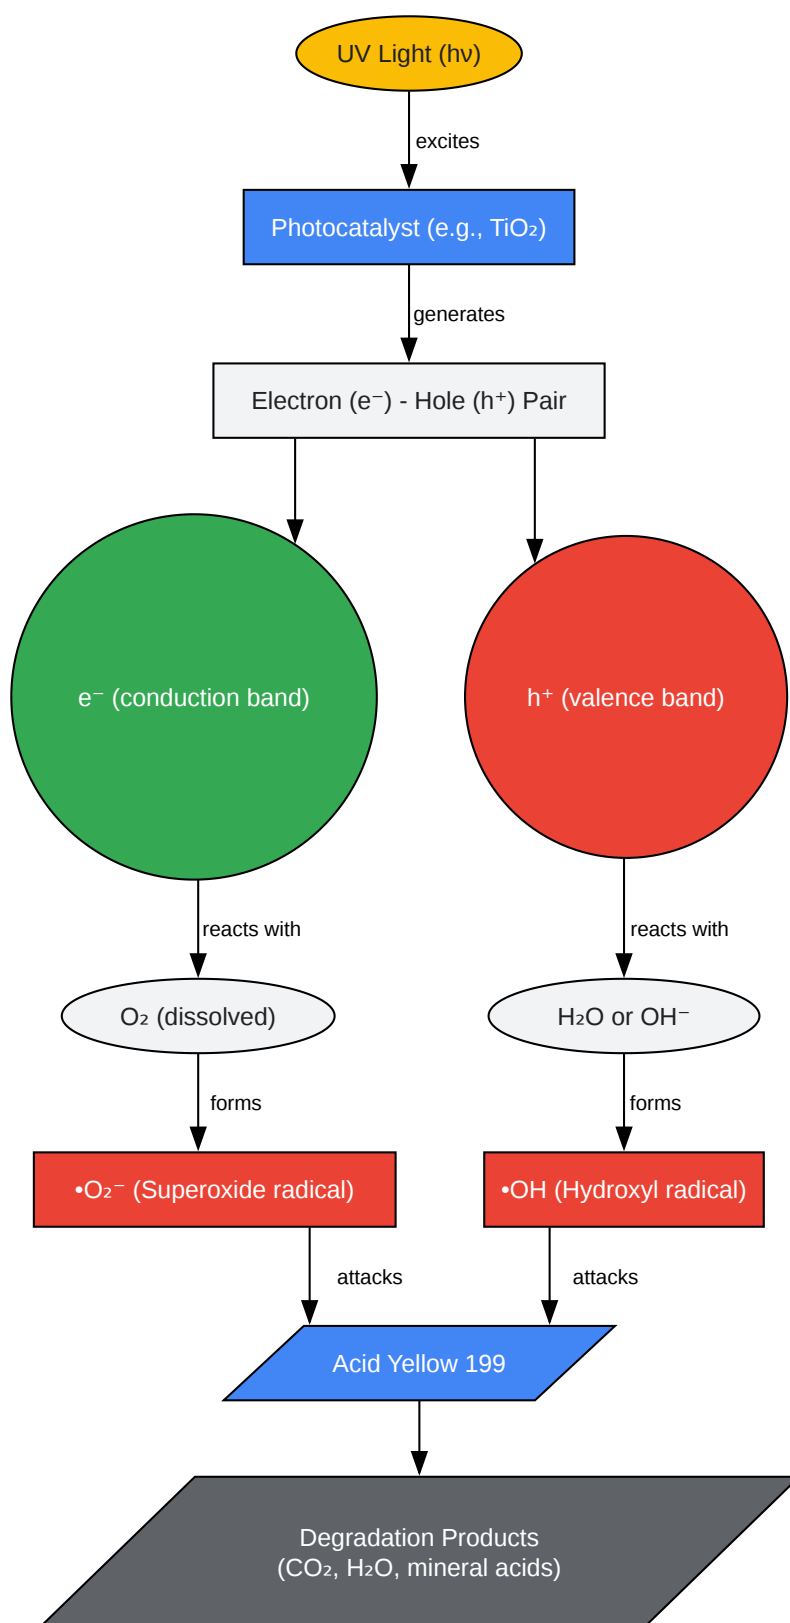 UV Light (hν)
excites
Photocatalyst (e.g., TiO₂)
generates
Electron (e⁻) - Hole (h⁺) Pair
e⁻ (conduction band)
h⁺ (valence band)
reacts with
reacts with
O₂ (dissolved)
H₂O or OH⁻
forms
forms
•O₂⁻ (Superoxide radical)
•OH (Hydroxyl radical)
attacks
attacks
Acid Yellow 199
Degradation Products
(CO₂, H₂O, mineral acids)